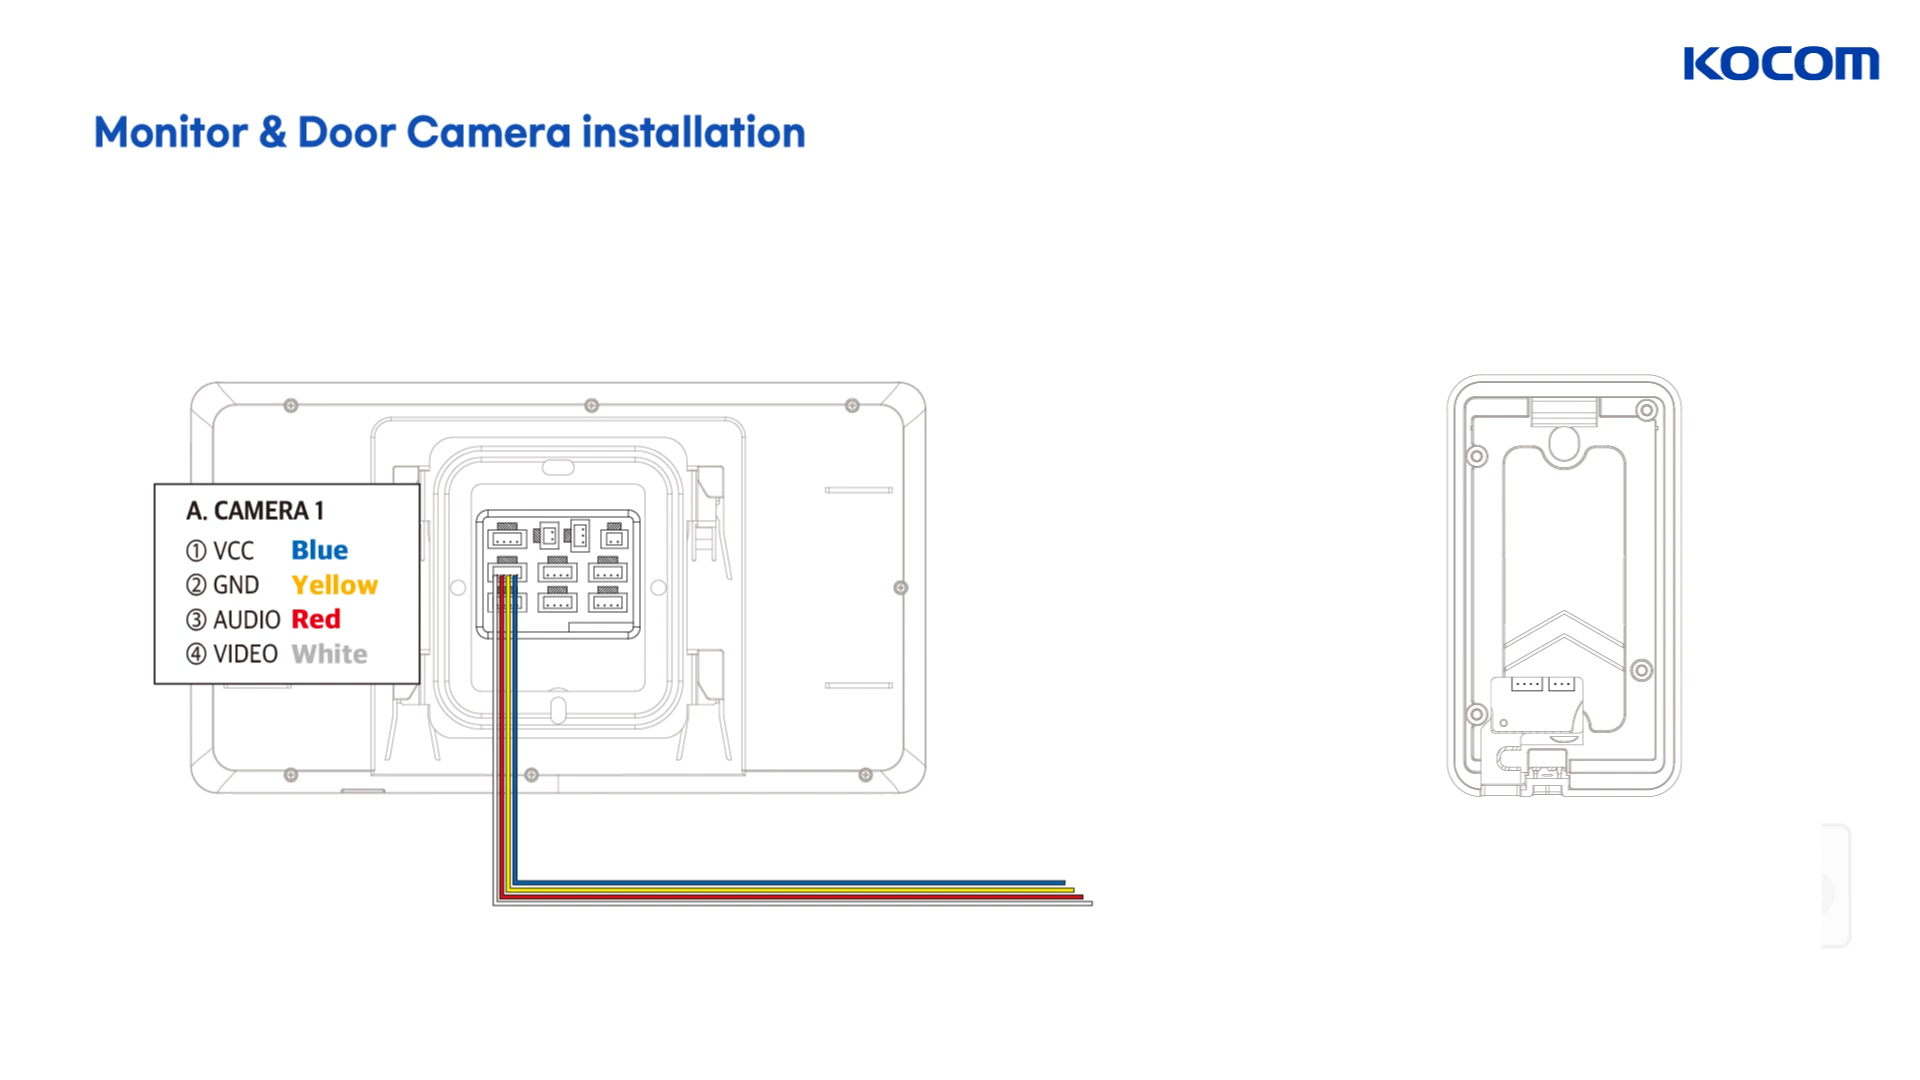 KOCOM
Monitor & Door Camera installation
A. CAMERA 1
① VCC Blue
② GND Yellow
③ AUDIO Red
④ VIDEO White